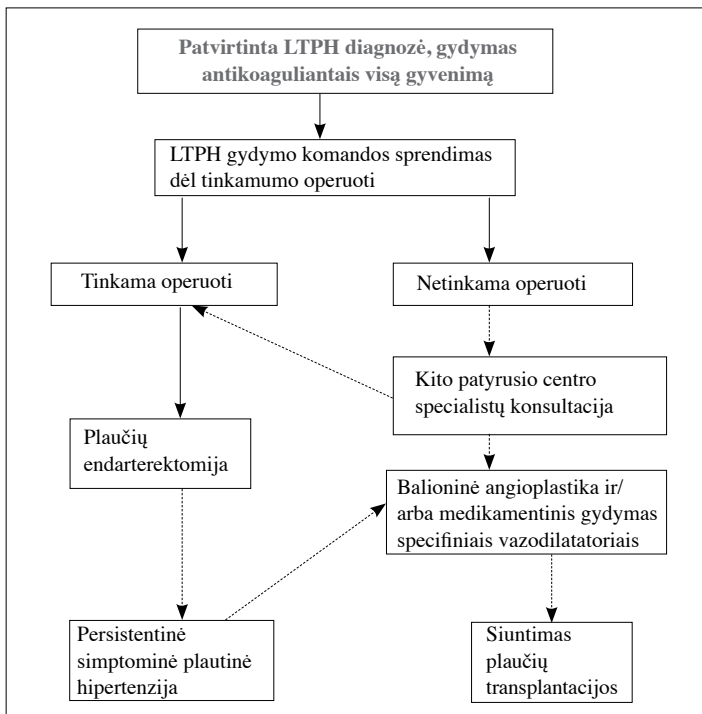 Patvirtinta LTPH diagnozė, gydymas
antikoaguliantais visą gyvenimą
LTPH gydymo komandos sprendimas
dėl tinkamumo operuoti
Tinkama operuoti
Netinkama operuoti
Kito patyrusio centro
specialistų konsultacija
Plaučių
endarterektomija
Balioninė angioplastika ir/
arba medikamentinis gydymas
specifiniais vazodilatatoriais
Persistentinė
simptominė plautinė
hipertenzija
Siuntimas
plaučių
transplantacijos